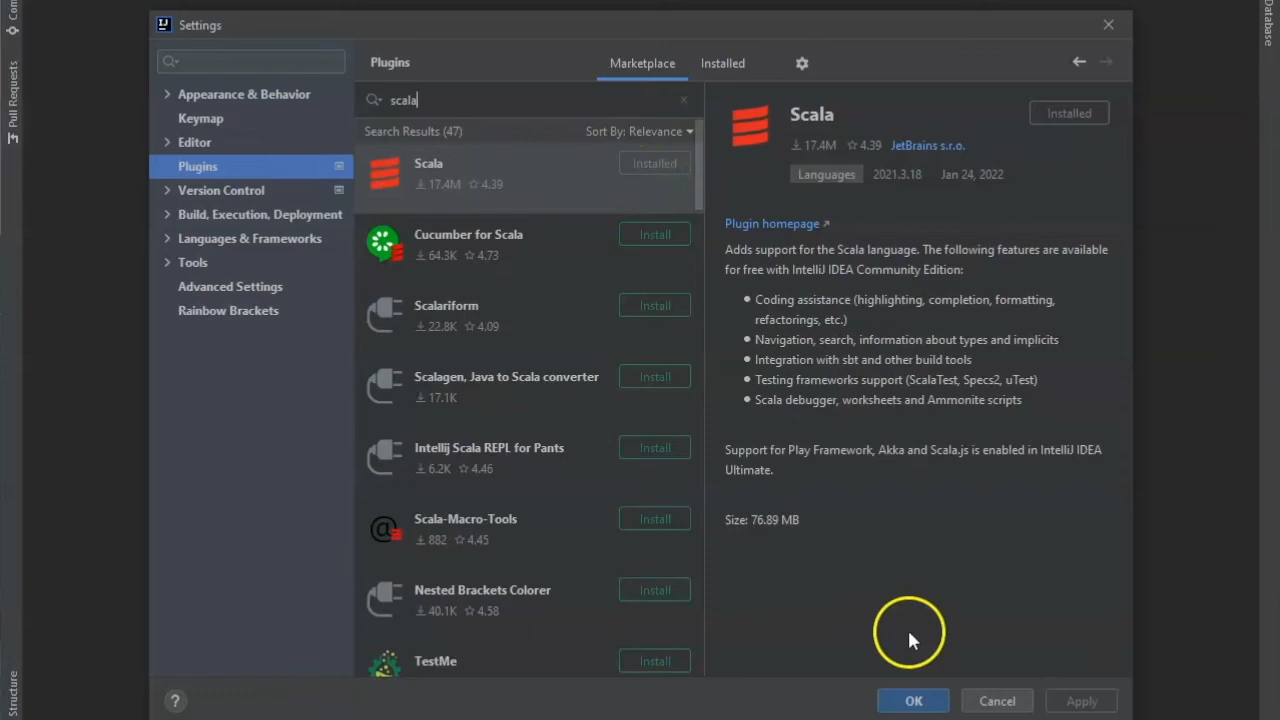 Settings
Plugins
Marketplace
Installed
Appearance & Behavior
Keymap
Editor
Plugins
Version Control
Build, Execution, Deployment
Languages & Frameworks
Tools
Advanced Settings
Rainbow Brackets
scala
Search Results (47)
Sort By: Relevance
Scala
Installed
17.4M 4.39
Cucumber for Scala
Install
64.3K 4.73
Scalariform
Install
22.8K 4.09
Scalagen, Java to Scala converter
Install
17.1K
Intellij Scala REPL for Pants
Install
6.2K 4.46
Scala-Macro-Tools
Install
882 4.45
Nested Brackets Colorer
Install
40.1K 4.58
TestMe
Install
Scala
Installed
17.4M 4.39 JetBrains s.r.o.
Languages 2021.3.18 Jan 24, 2022
Plugin homepage
Adds support for the Scala language. The following features are available
for free with IntelliJ IDEA Community Edition:
Coding assistance (highlighting, completion, formatting,
refactorings, etc.)
Navigation, search, information about types and implicits
Integration with sbt and other build tools
Testing frameworks support (ScalaTest, Specs2, uTest)
Scala debugger, worksheets and Ammonite scripts
Support for Play Framework, Akka and Scala.js is enabled in IntelliJ IDEA
Ultimate.
Size: 76.89 MB
?
OK
Cancel
Apply
Pull Requests
Structure
Database